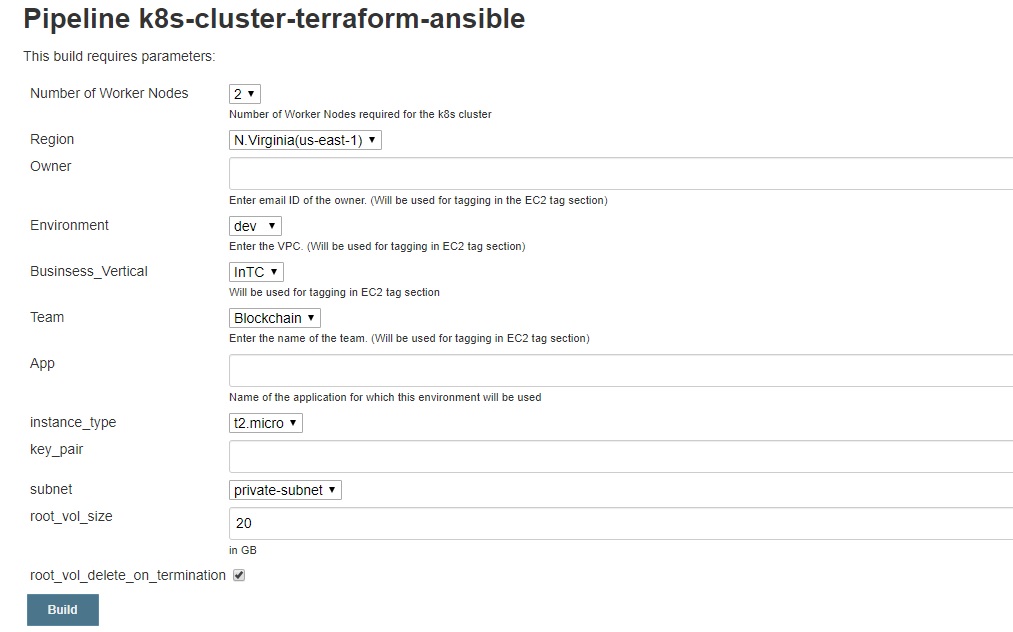 Pipeline k8s-cluster-terraform-ansible
This build requires parameters:
Number of Worker Nodes
2
Number of Worker Nodes required for the k8s cluster
Region
N.Virginia(us-east-1)
Owner
Enter email ID of the owner. (Will be used for tagging in the EC2 tag section)
Environment
dev
Enter the VPC. (Will be used for tagging in EC2 tag section)
Businsess_Vertical
InTC
Will be used for tagging in EC2 tag section
Team
Blockchain
Enter the name of the team. (Will be used for tagging in EC2 tag section)
App
Name of the application for which this environment will be used
instance_type
t2.micro
key_pair
subnet
private-subnet
root_vol_size
20
in GB
root_vol_delete_on_termination
Build